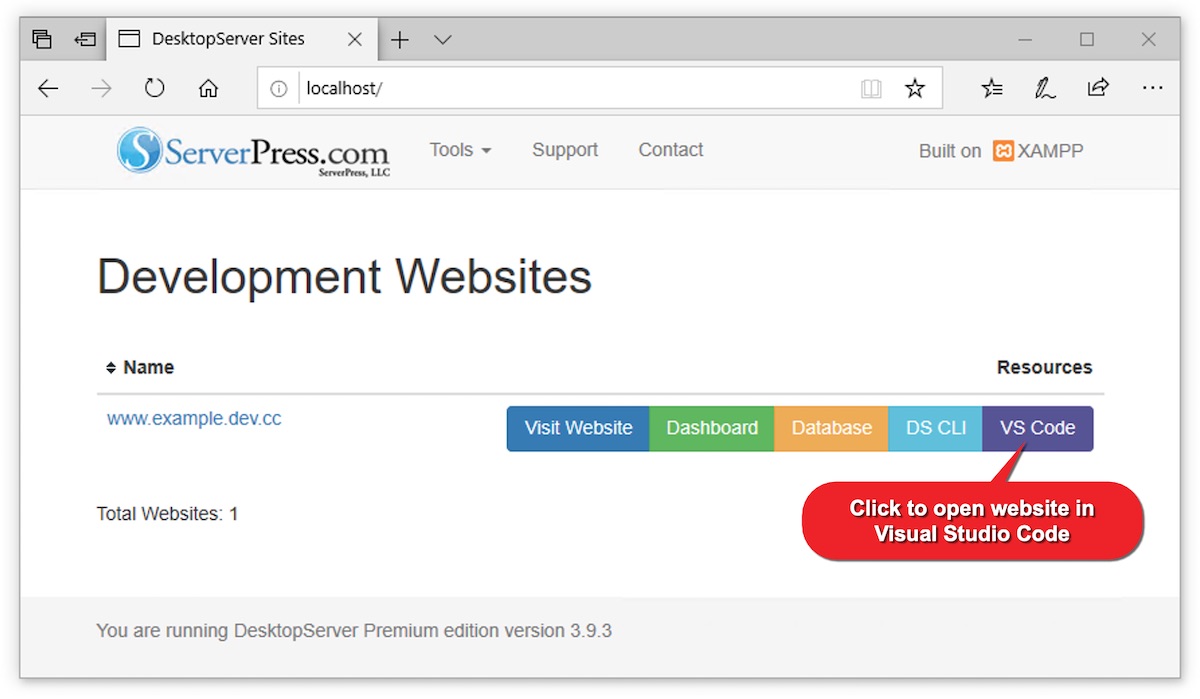 DesktopServer Sites
localhost/
ServerPress.com
ServerPress, LLC
Tools
Support
Contact
Built on XAMPP
Development Websites
Name
Resources
www.example.dev.cc
Visit Website
Dashboard
Database
DS CLI
VS Code
Click to open website in
Visual Studio Code
Total Websites: 1
You are running DesktopServer Premium edition version 3.9.3